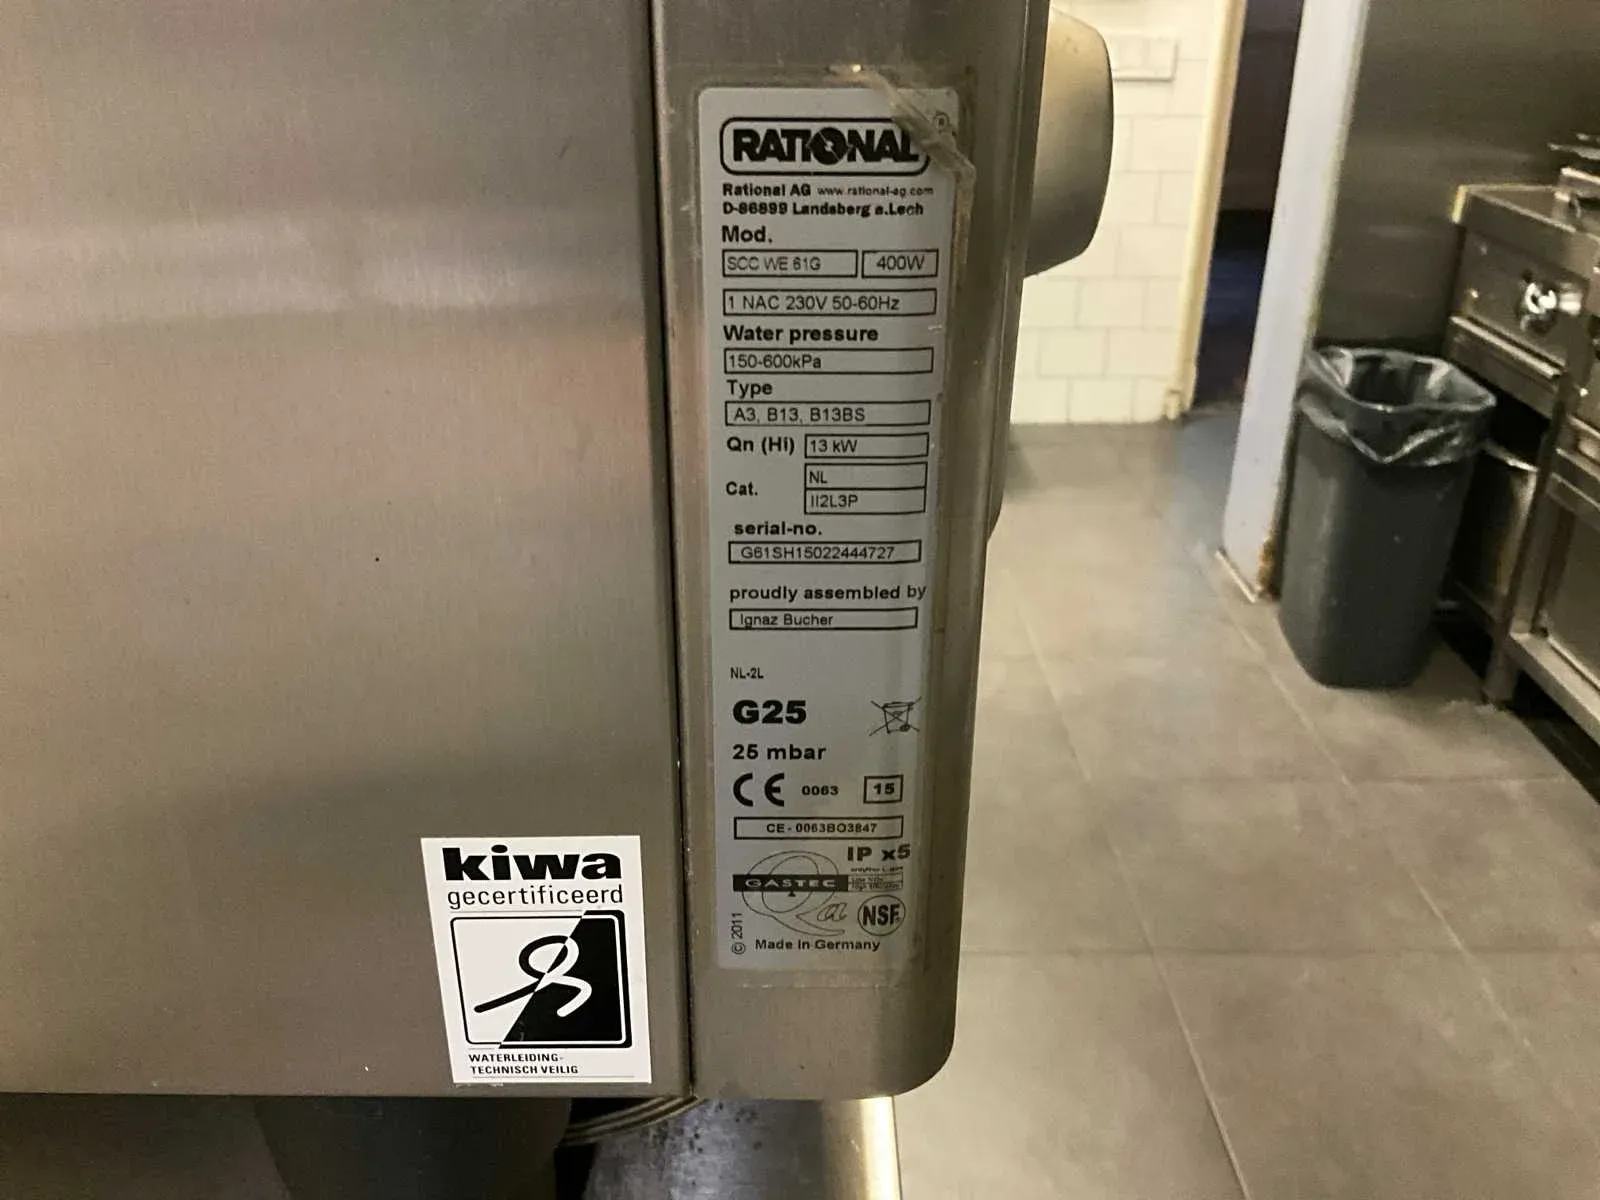 RATIONAL
®
Rational AG www.rational-ag.com
D-86899 Landsberg a.Lech
Mod.
SCC WE 61G 400W
1 NAC 230V 50-60Hz
Water pressure
150-600kPa
Type
A3, B13, B13BS
Qn (Hi) 13 kW
Cat. NL
II2L3P
serial-no.
G61SH15022444727
proudly assembled by
Ignaz Bucher
NL-2L
G25
25 mbar
CE 0063 15
CE-0063BO3847
IP x5
GASTEC
Qa
NSF
© 2011
Made in Germany
kiwa
gecertificeerd
WATERLEIDING-
TECHNISCH VEILIG